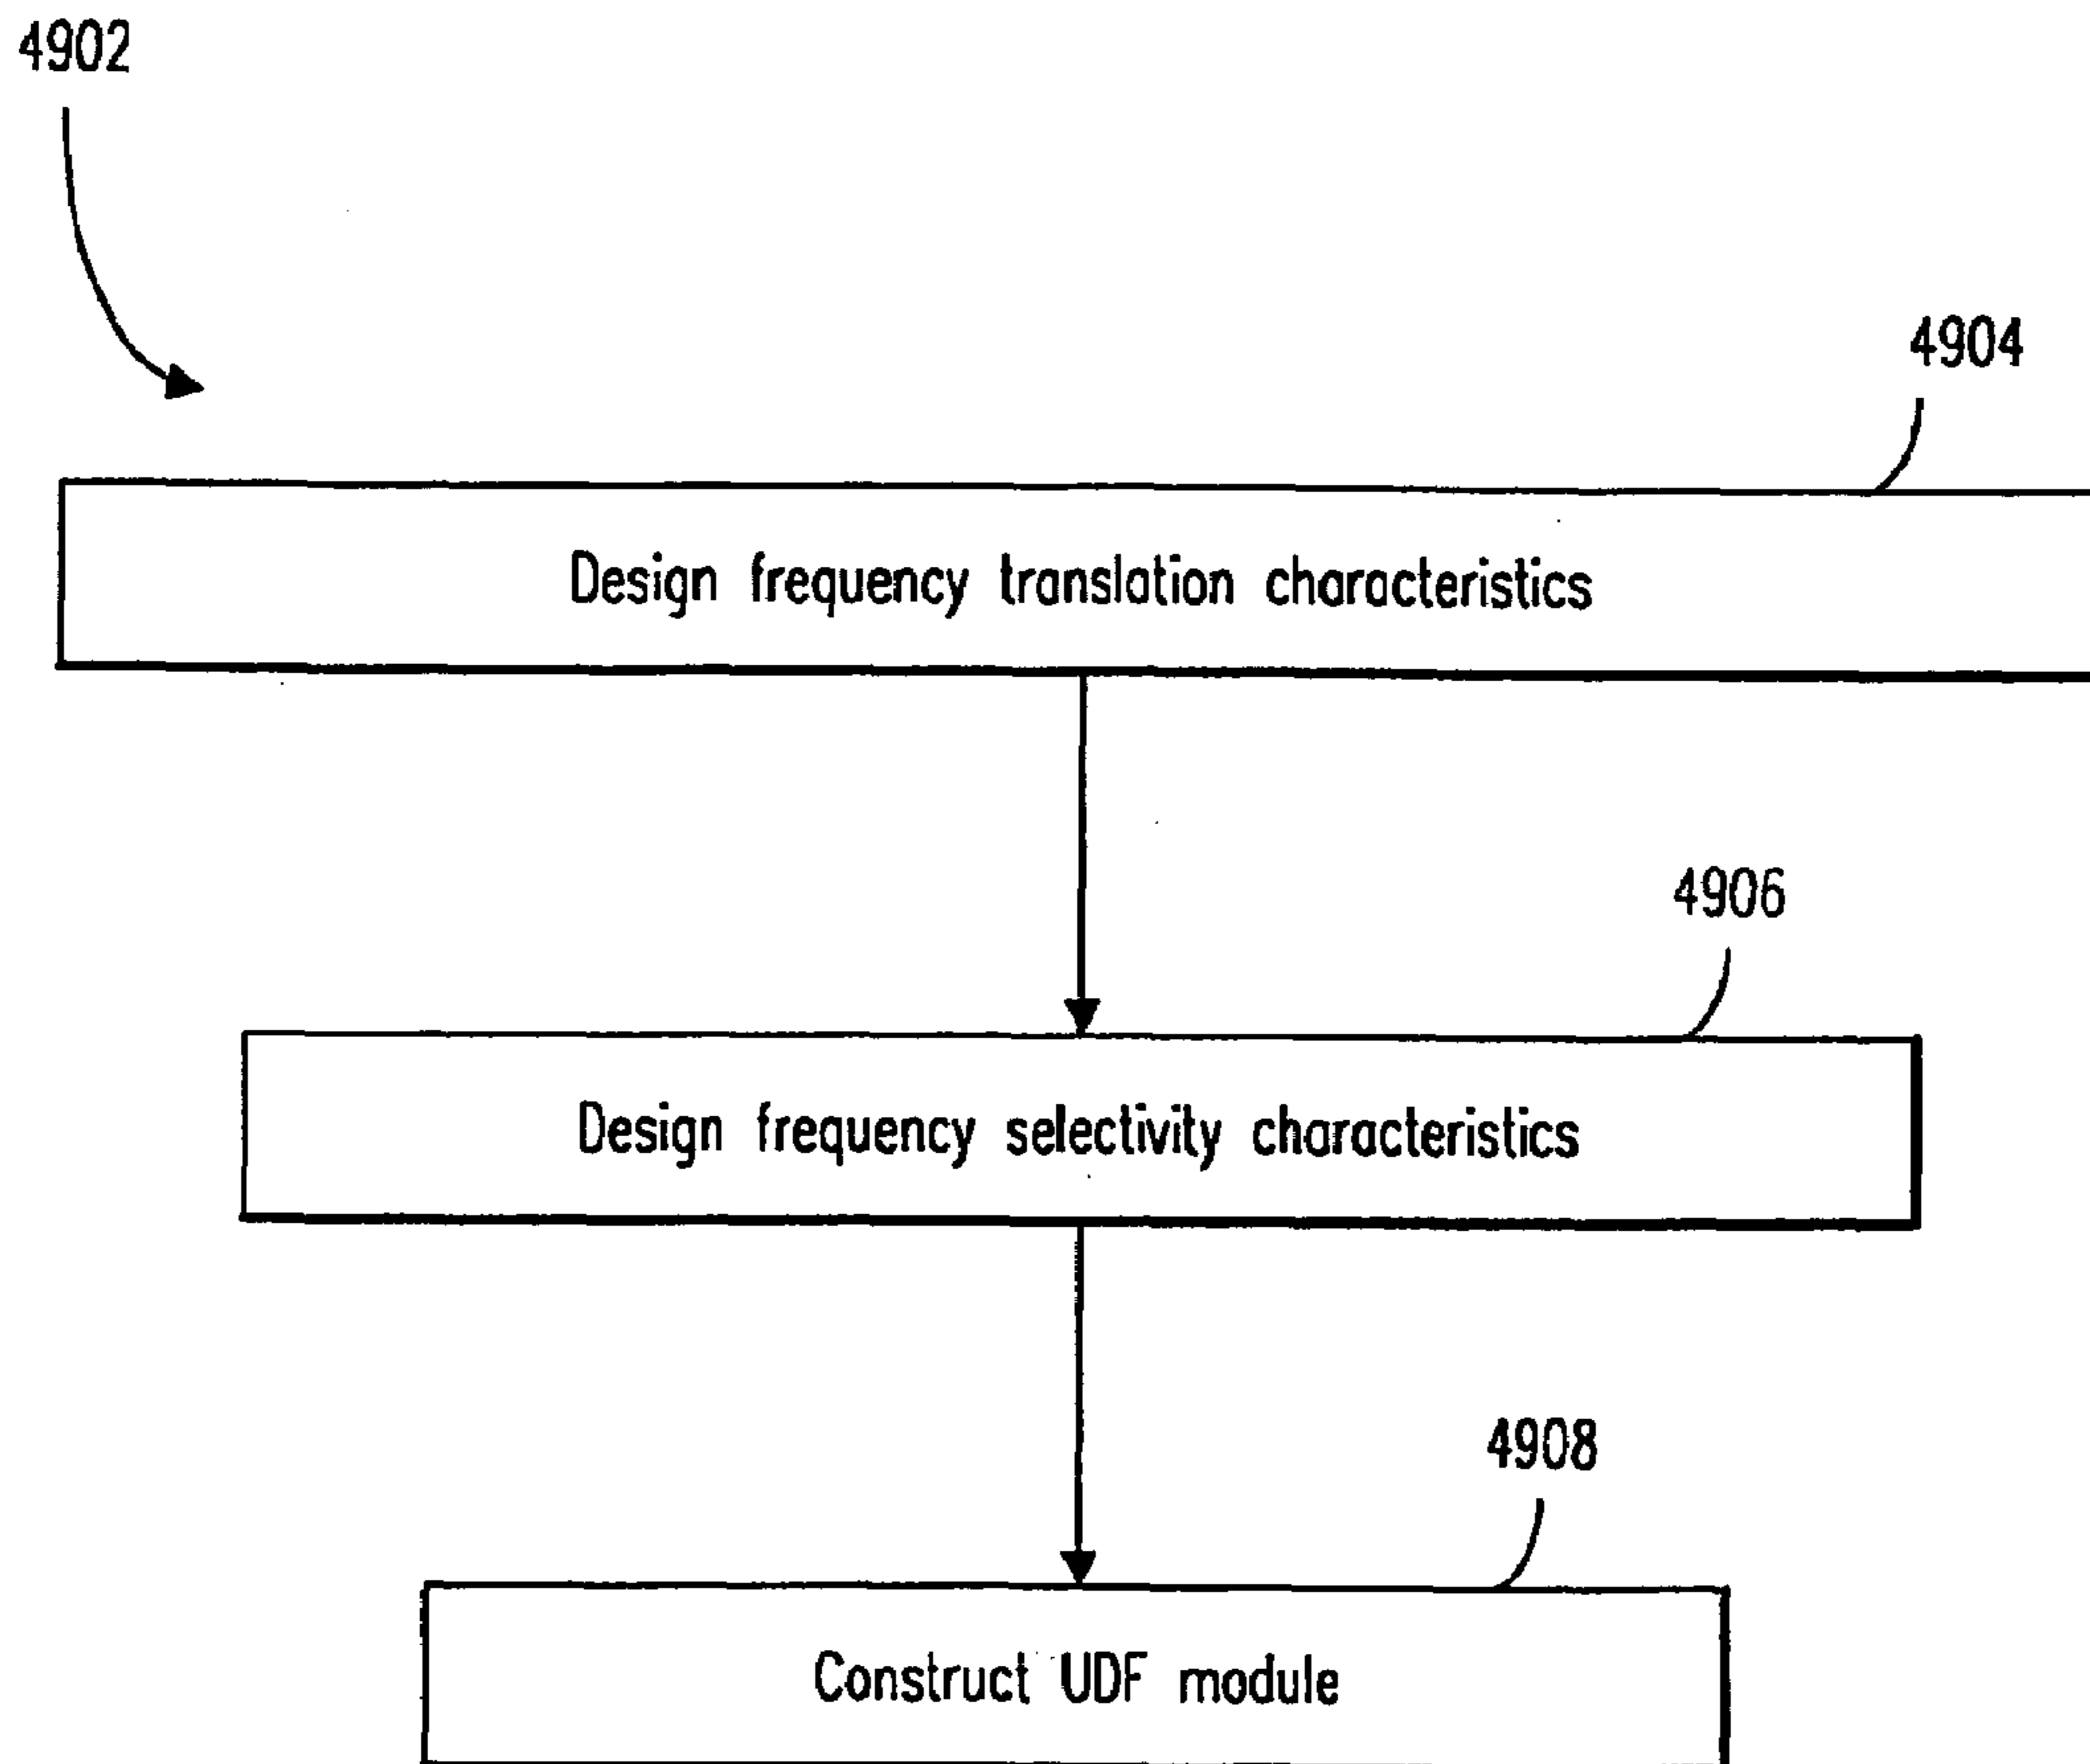 4902
4904
Design frequency translation characteristics
4906
Design frequency selectivity characteristics
4908
Construct UDF module